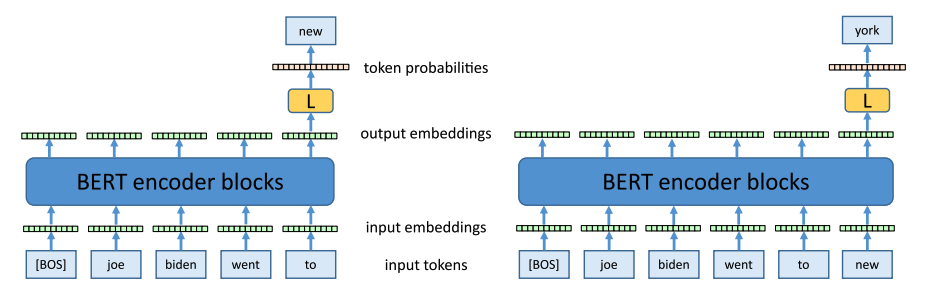 new
york
token probabilities
L
L
output embeddings
BERT encoder blocks
BERT encoder blocks
input embeddings
[BOS] joe biden went to
input tokens
[BOS] joe biden went to new